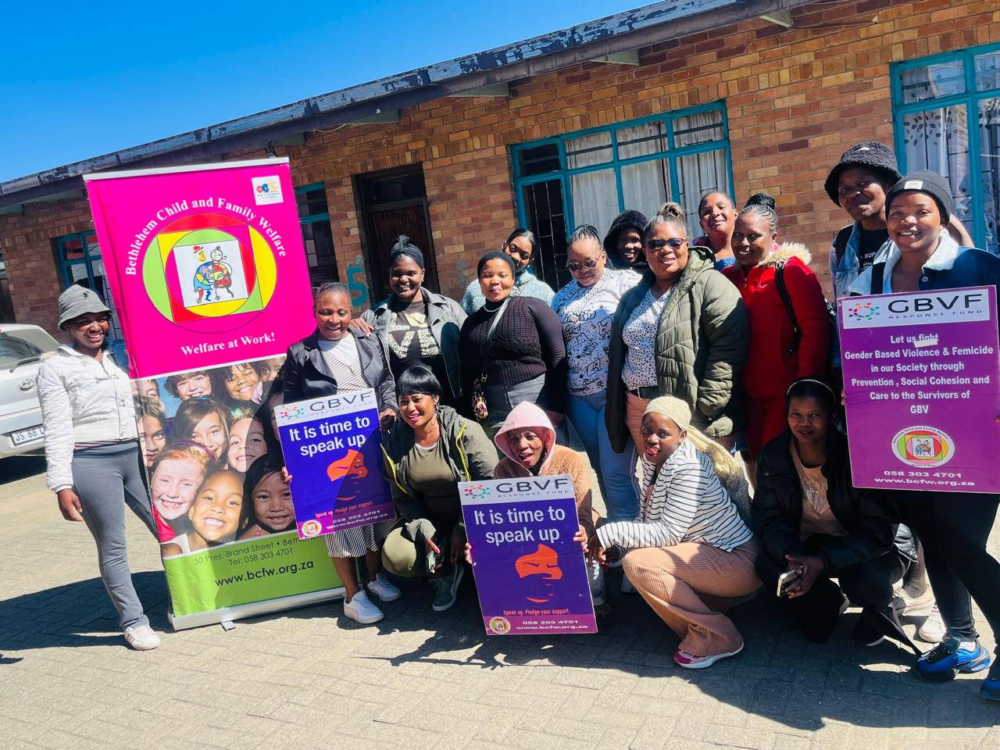 Bethlehem Child and Family Welfare
Welfare at Work!
30 Pres. Brand Street • Bethlehem
Tel: 058 303 4701
www.bcfw.org.za
GBVF
RESPONSE FUND
It is time to
speak up
Speak up. Pledge your support.
058 303 4701
www.bcfw.org.za
GBVF
RESPONSE FUND
It is time to
speak up
Speak up. Pledge your support.
058 303 4701
www.bcfw.org.za
GBVF
RESPONSE FUND
Let us fight
Gender Based Violence & Femicide
in our Society through
Prevention , Social Cohesion and
Care to the Survivors of
GBV
058 303 4701
www.bcfw.org.za
5